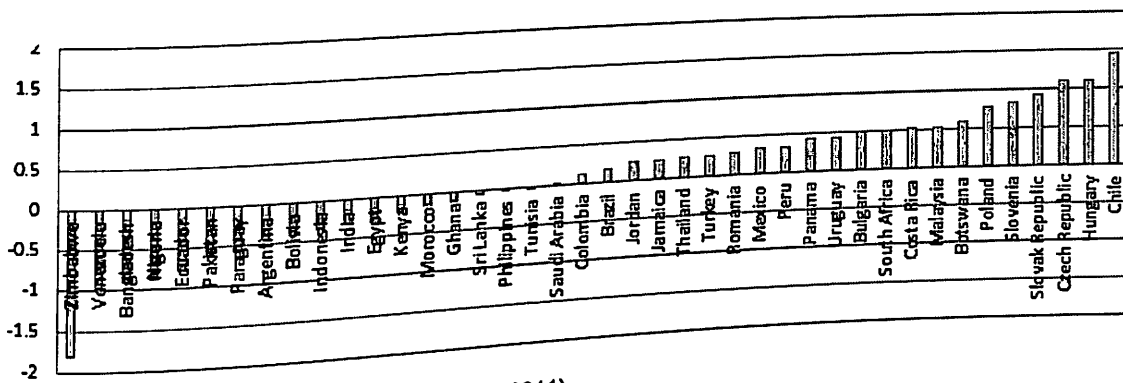 2
1.5
1
0.5
0
-0.5
-1
-1.5
-2
Zimbabwe
Venezuela
Bangladesh
Nigeria
Ecuador
Pakistan
Paraguay
Argentina
Bolivia
Indonesia
India
Egypt
Kenya
Morocco
Ghana
Sri Lanka
Philippines
Tunisia
Saudi Arabia
Colombia
Brazil
Jordan
Jamaica
Thailand
Turkey
Romania
Mexico
Peru
Panama
Uruguay
Bulgaria
South Africa
Costa Rica
Malaysia
Botswana
Poland
Slovenia
Slovak Republic
Czech Republic
Hungary
Chile